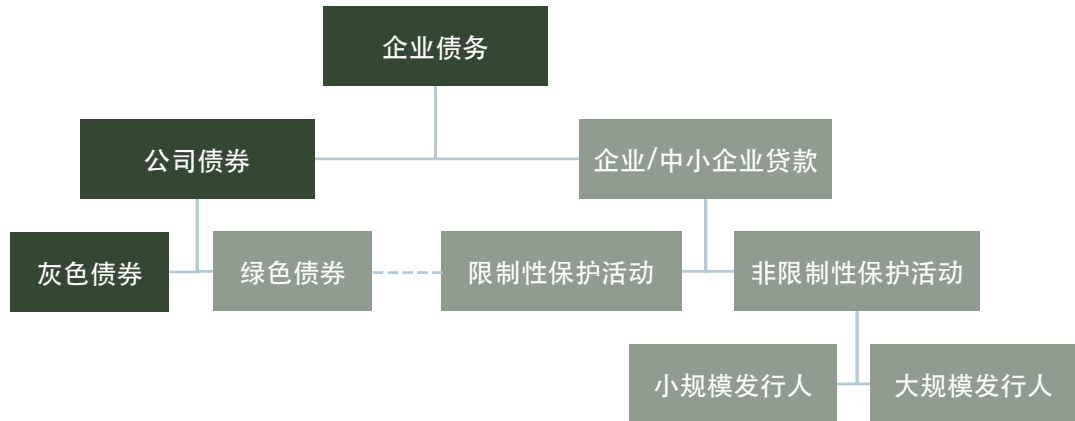 企业债务
公司债券
企业/中小企业贷款
灰色债券
绿色债券
限制性保护活动
非限制性保护活动
小规模发行人
大规模发行人